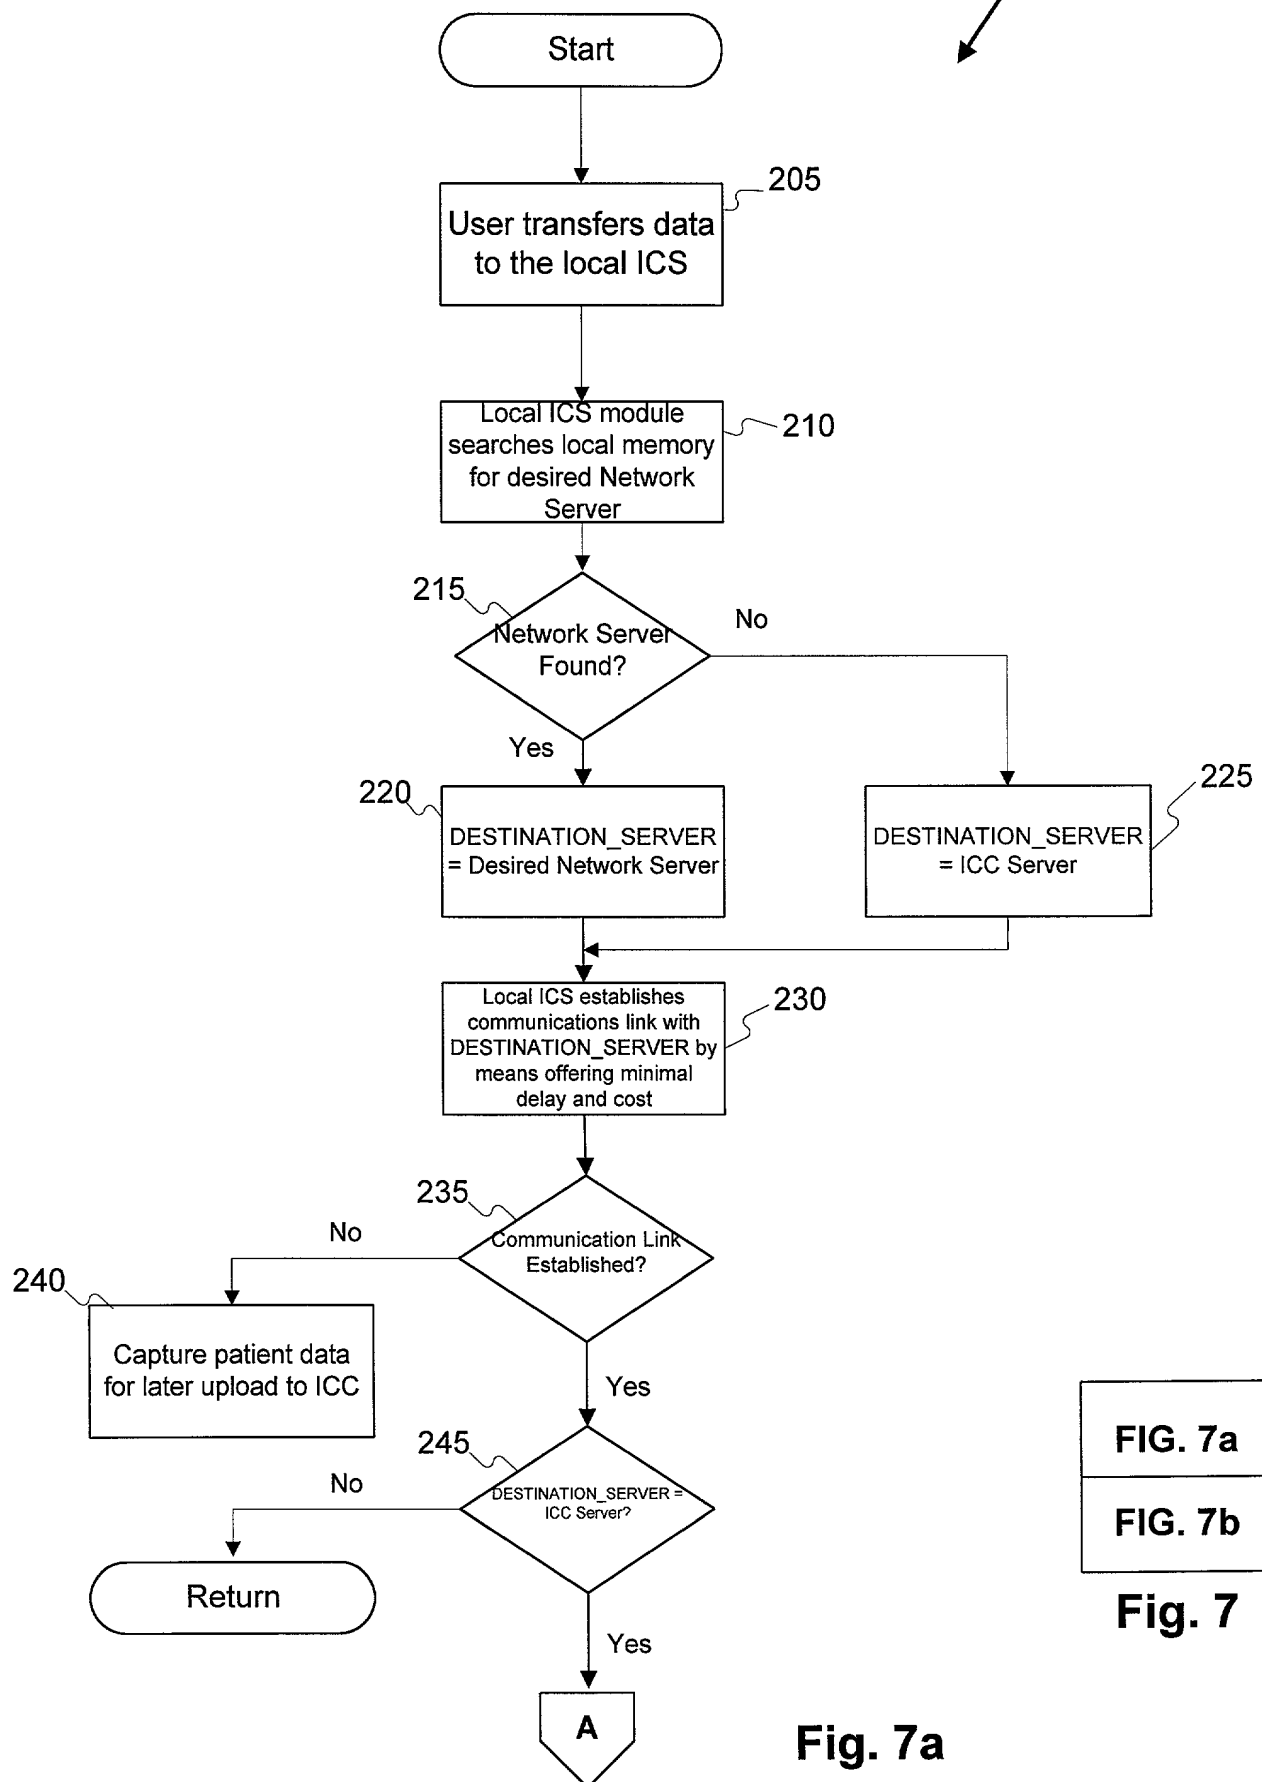 Start
205
User transfers data
to the local ICS
Local ICS module
searches local memory
for desired Network
Server
210
215
Network Server
Found?
No
Yes
220
DESTINATION_SERVER
= Desired Network Server
225
DESTINATION_SERVER
= ICC Server
230
Local ICS establishes
communications link with
DESTINATION_SERVER by
means offering minimal
delay and cost
235
Communication Link
Established?
No
240
Capture patient data
for later upload to ICC
Yes
245
DESTINATION_SERVER =
ICC Server?
No
Return
Yes
A
FIG. 7a
FIG. 7b
Fig. 7
Fig. 7a